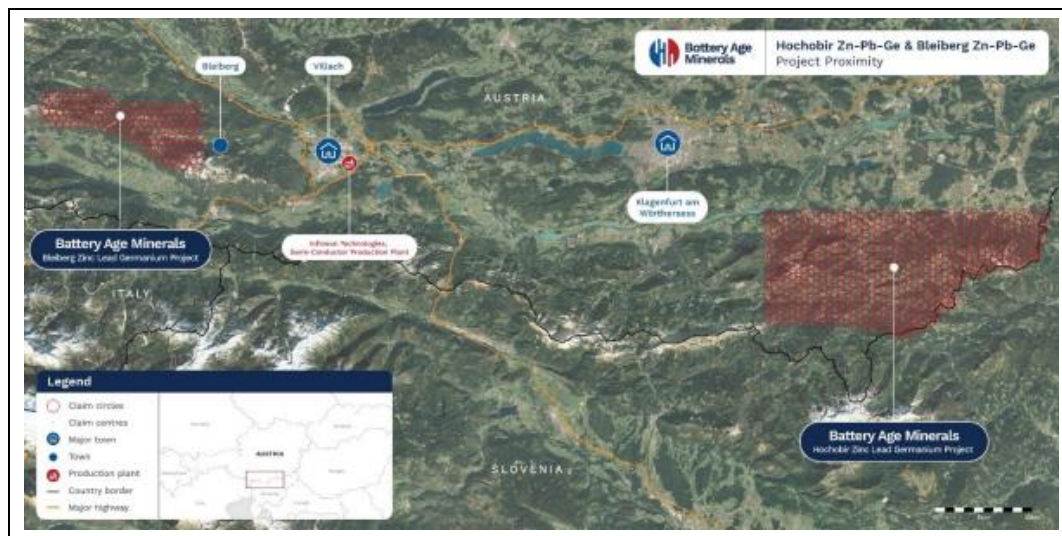 Battery Age
Minerals
Hochobir Zn-Pb-Ge & Bleiberg Zn-Pb-Ge
Project Proximity
Bleiberg
Villach
AUSTRIA
Klagenfurt am
Wörthersees
Infineon Technologies,
Semi-Conductor Production Plant
Battery Age Minerals
Bleiberg Zinc Lead Germanium Project
ITALY
Legend
Claim circles
Claim centres
Major town
Town
Production plant
Country border
Major highway
AUSTRIA
SLOVENIA
Battery Age Minerals
Hochobir Zinc Lead Germanium Project